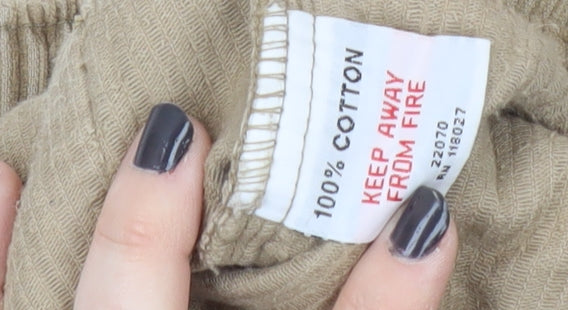 100% COTTON
KEEP AWAY
FROM FIRE
22070
RN 118027